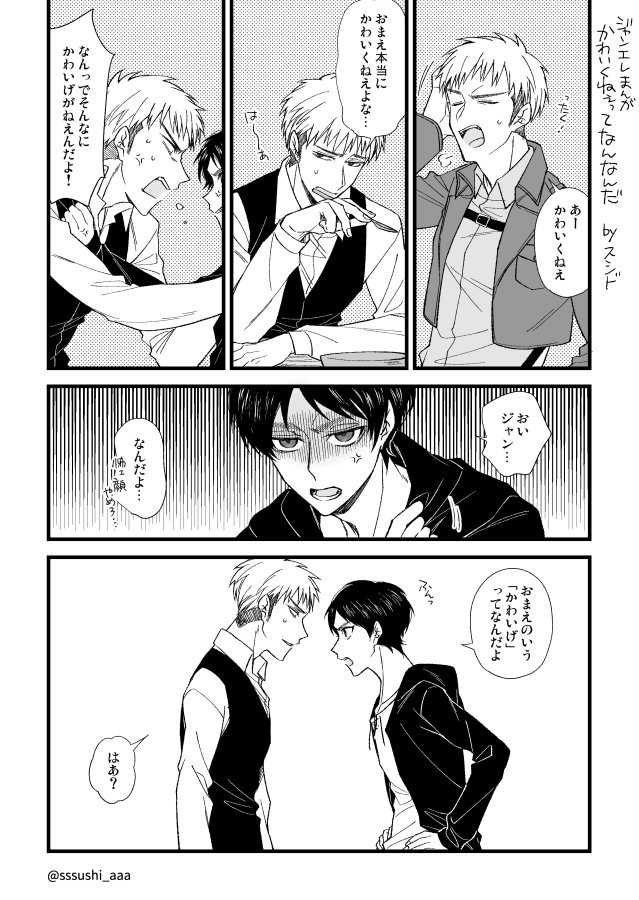 ジャンエレまんが
かわいくねぇってなんなんだ　byスシド
ったく!
あー
かわいくねえ
おまえ本当に
かわいくねえよな…
はーぁ
なんっでそんなに
かわいげがねえんだよ!
おい
ジャン…
なんだよ…
怖ェ顔
やめろ…
おまえのいう
「かわいげ」
ってなんだよ
ふんっ
はあ?
@sssushi_aaa